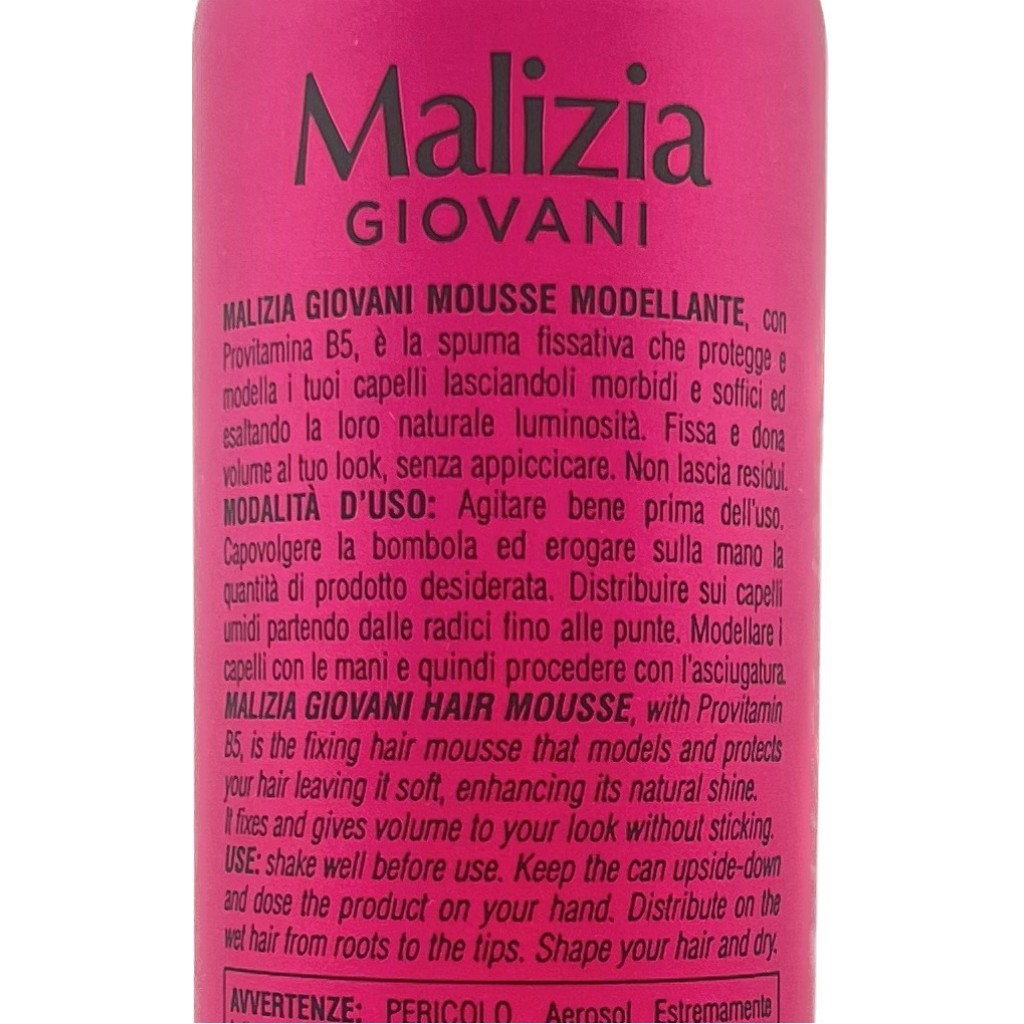 Malizia
GIOVANI
MALIZIA GIOVANI MOUSSE MODELLANTE, con
Provitamina B5, è la spuma fissativa che protegge e
modella i tuoi capelli lasciandoli morbidi e soffici ed
esaltando la loro naturale luminosità. Fissa e dona
volume al tuo look, senza appiccicare. Non lascia residui.
MODALITÀ D'USO: Agitare bene prima dell'uso.
Capovolgere la bombola ed erogare sulla mano la
quantità di prodotto desiderata. Distribuire sui capelli
umidi partendo dalle radici fino alle punte. Modellare i
capelli con le mani e quindi procedere con l'asciugatura.
MALIZIA GIOVANI HAIR MOUSSE, with Provitamin
B5, is the fixing hair mousse that models and protects
your hair leaving it soft, enhancing its natural shine.
It fixes and gives volume to your look without sticking.
USE: shake well before use. Keep the can upside-down
and dose the product on your hand. Distribute on the
wet hair from roots to the tips. Shape your hair and dry.
AVVERTENZE: PERICOLO Aerosol Estremamente